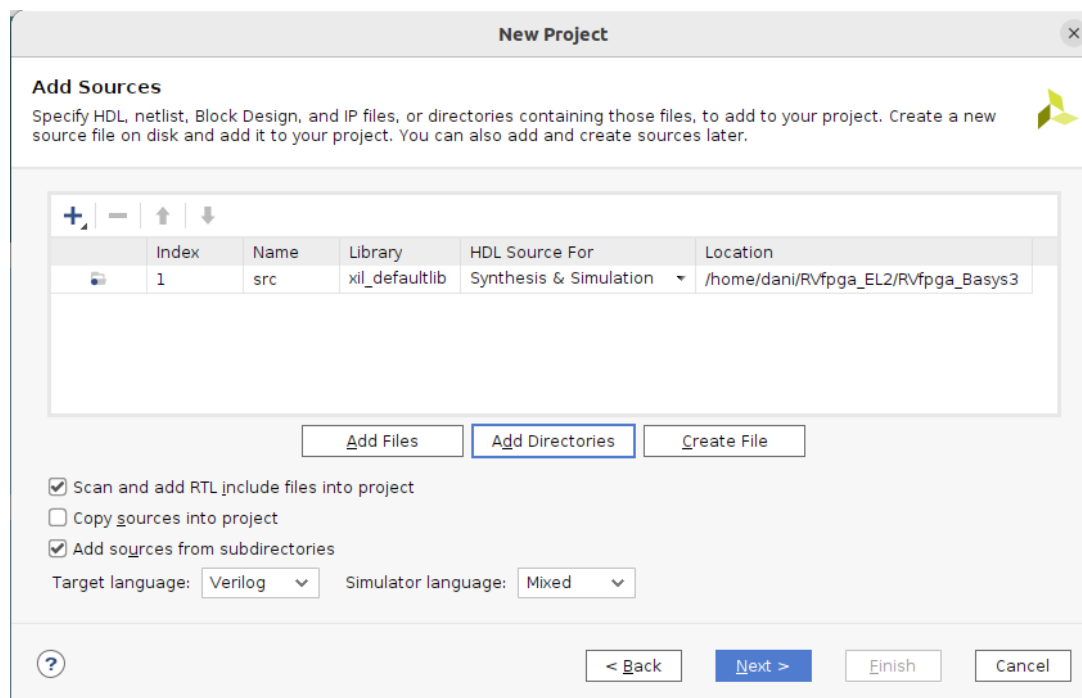 New Project
Add Sources
Specify HDL, netlist, Block Design, and IP files, or directories containing those files, to add to your project. Create a new
source file on disk and add it to your project. You can also add and create sources later.
Index Name Library HDL Source For Location
1 src xil_defaultlib Synthesis & Simulation /home/dani/RVfpga_EL2/RVfpga_Basys3
Add Files Add Directories Create File
Scan and add RTL include files into project
Copy sources into project
Add sources from subdirectories
Target language: Verilog Simulator language: Mixed
? < Back Next > Finish Cancel